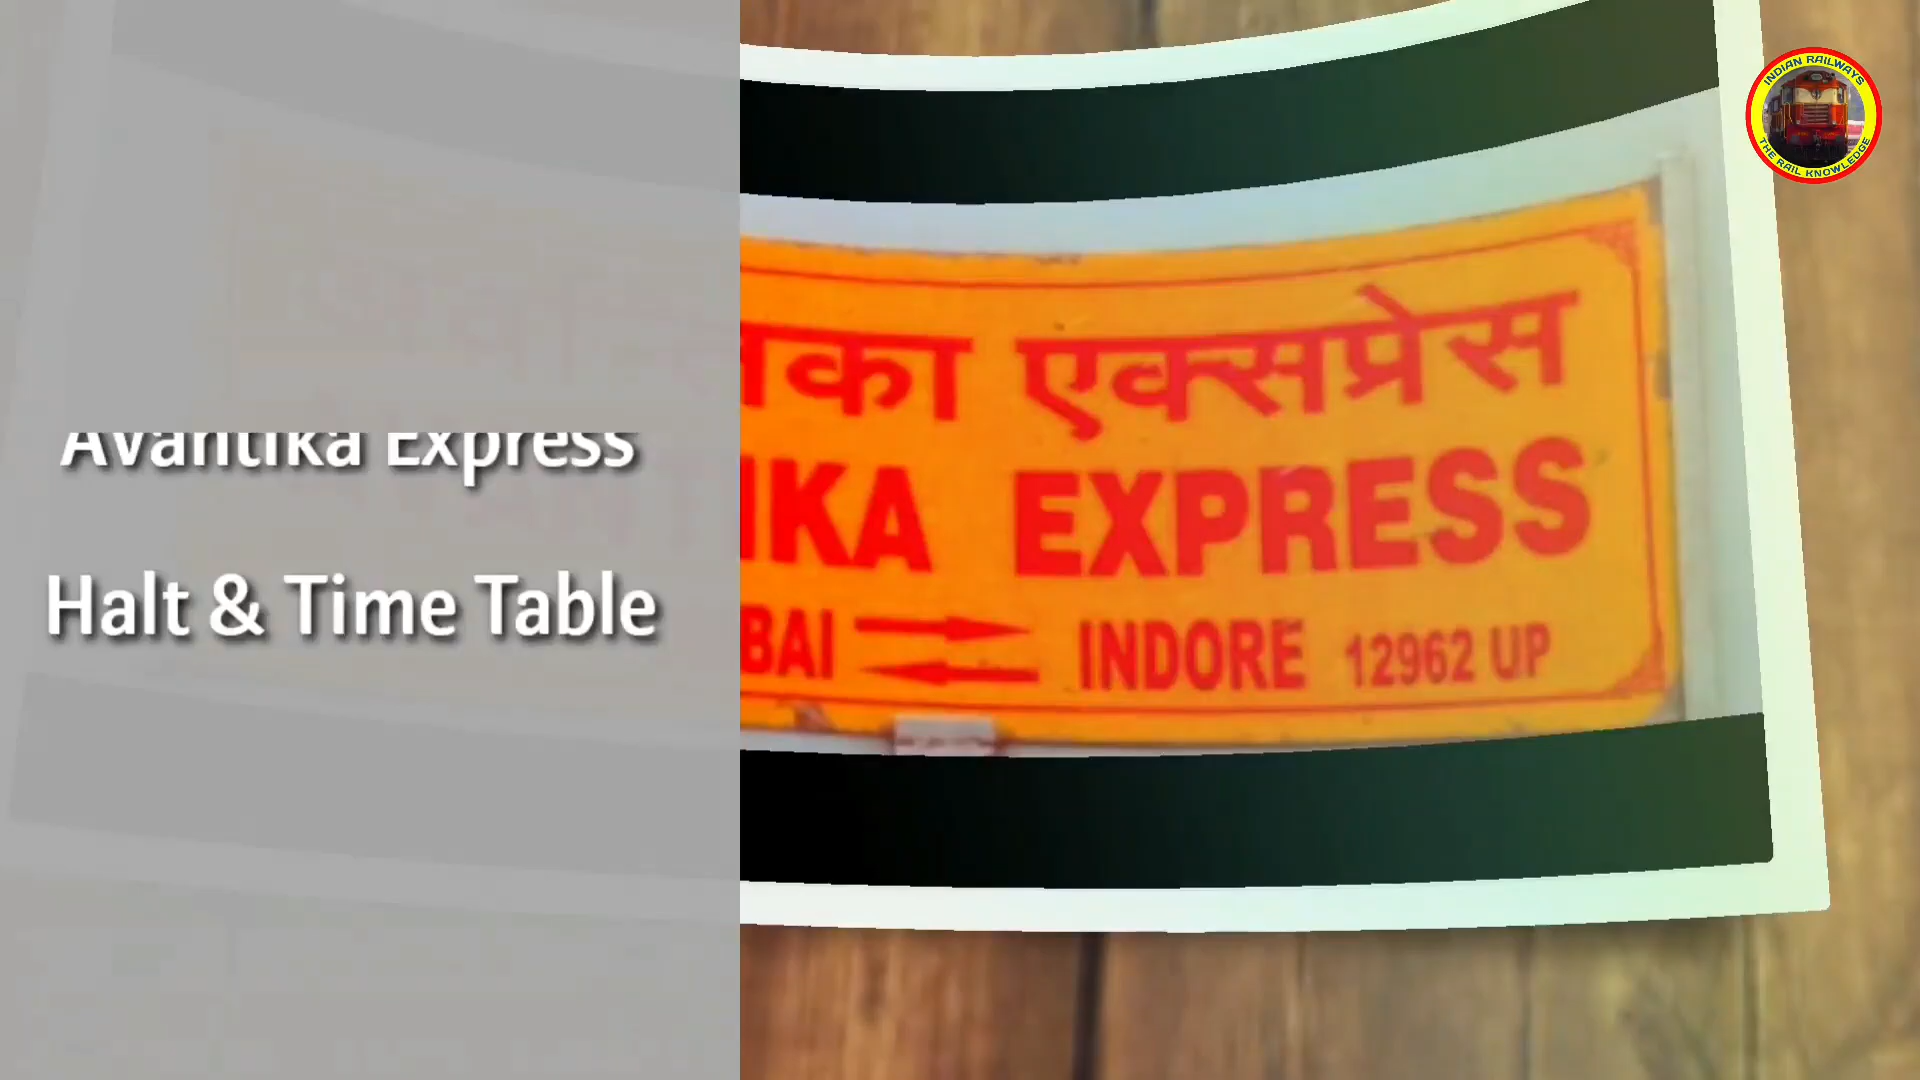 Avantika Express
Halt & Time Table
का एक्सप्रेस
IKA EXPRESS
BAI INDORE 12962 UP
INDIAN RAILWAYS
THE RAIL KNOWLEDGE